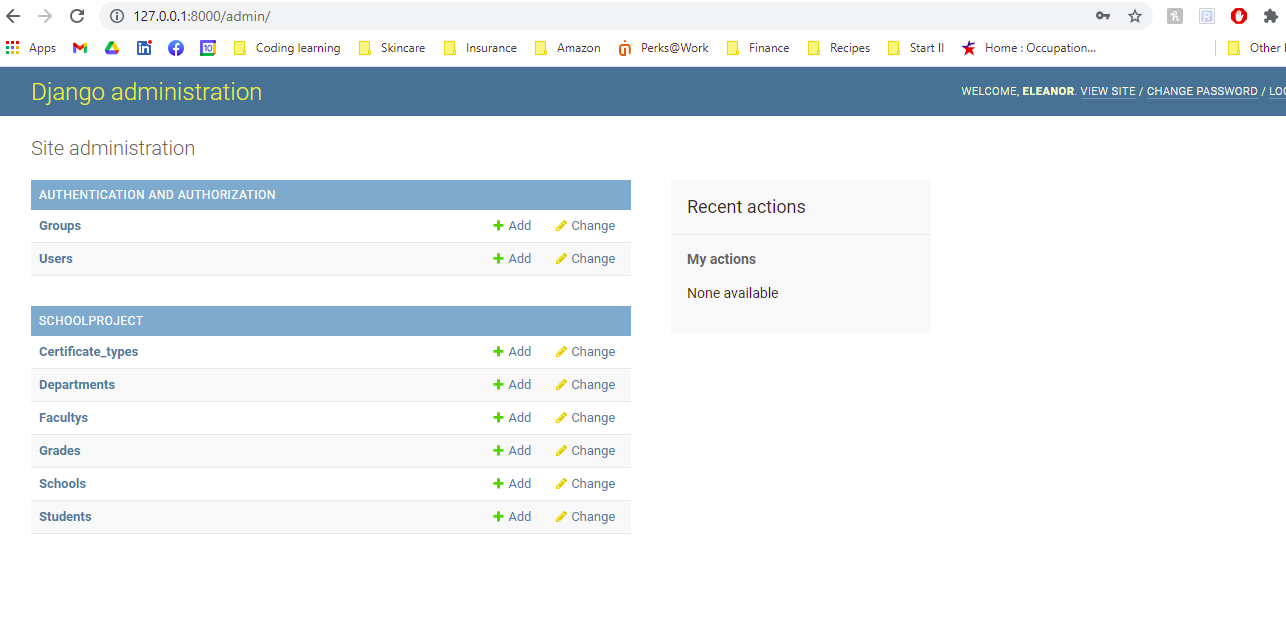 127.0.0.1:8000/admin/
Apps 10 Coding learning Skincare Insurance Amazon Perks@Work Finance Recipes Start II Home : Occupation... Other
Django administration
WELCOME, ELEANOR. VIEW SITE / CHANGE PASSWORD /
Site administration
AUTHENTICATION AND AUTHORIZATION
Groups Add Change
Users Add Change
SCHOOLPROJECT
Certificate_types Add Change
Departments Add Change
Facultys Add Change
Grades Add Change
Schools Add Change
Students Add Change
Recent actions
My actions
None available